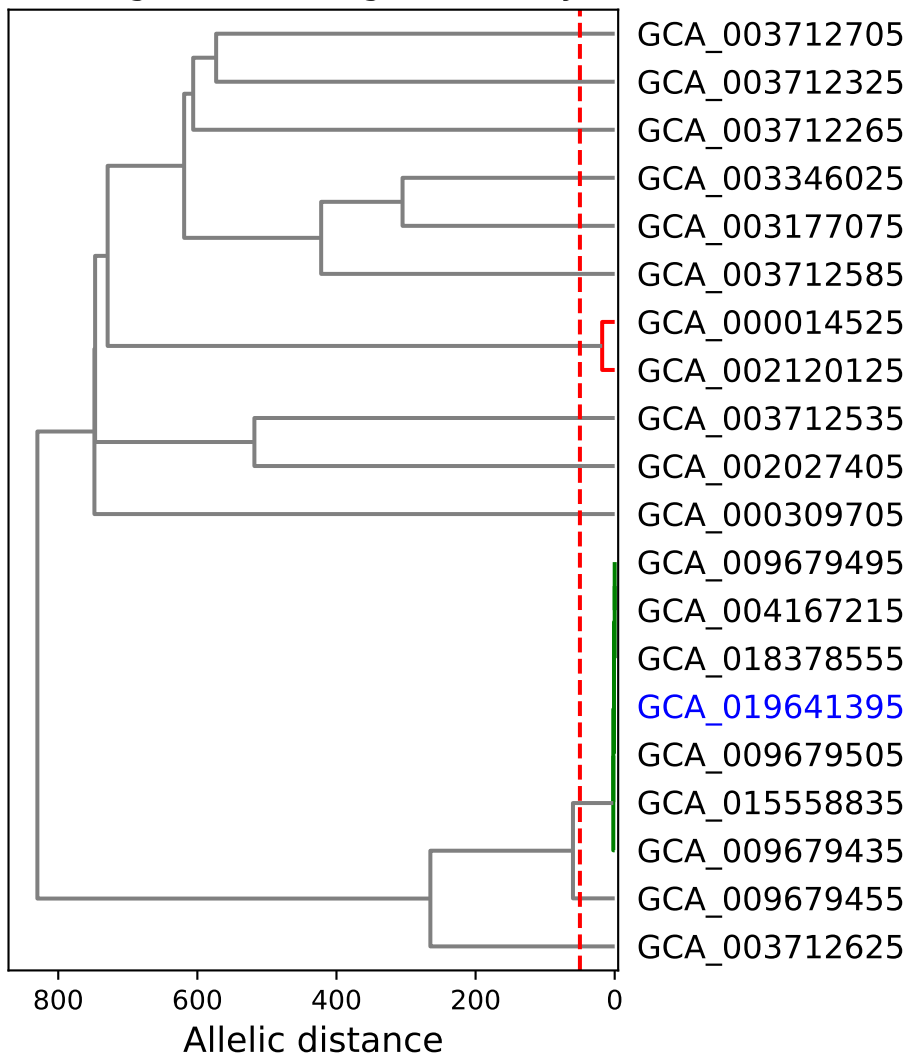 GCA_003712705
GCA_003712325
GCA_003712265
GCA_003346025
GCA_003177075
GCA_003712585
GCA_000014525
GCA_002120125
GCA_003712535
GCA_002027405
GCA_000309705
GCA_009679495
GCA_004167215
GCA_018378555
GCA_019641395
GCA_009679505
GCA_015558835
GCA_009679435
GCA_009679455
GCA_003712625
800 600 400 200 0
Allelic distance